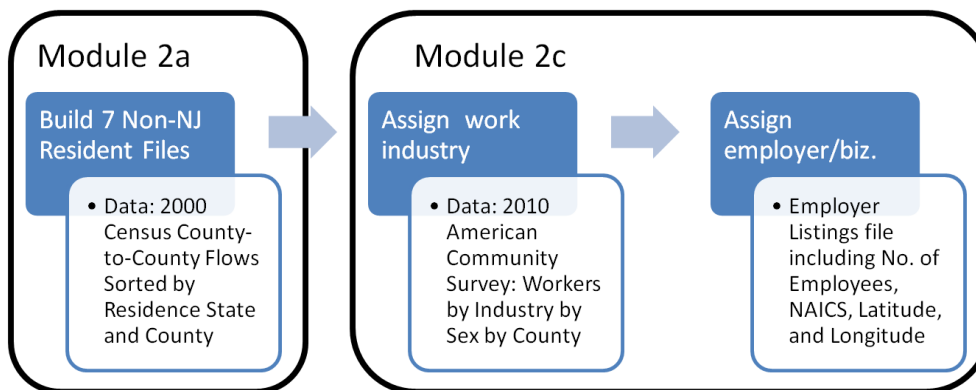 Module 2a
Build 7 Non-NJ
Resident Files
• Data: 2000
Census County-
to-County Flows
Sorted by
Residence State
and County
Module 2c
Assign work
industry
• Data: 2010
American
Community
Survey: Workers
by Industry by
Sex by County
Assign
employer/biz.
• Employer
Listings file
including No. of
Employees,
NAICS, Latitude,
and Longitude